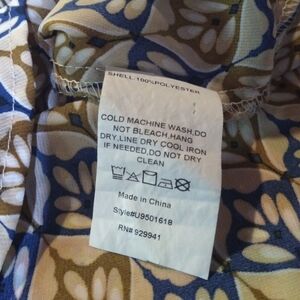 SHELL:100%POLYESTER
COLD MACHINE WASH.DO
NOT BLEACH.HANG
DRY.LINE DRY COOL IRON
IF NEEDED,DO NOT DRY
CLEAN
Made in China
Style#U9501618
RN# 929941